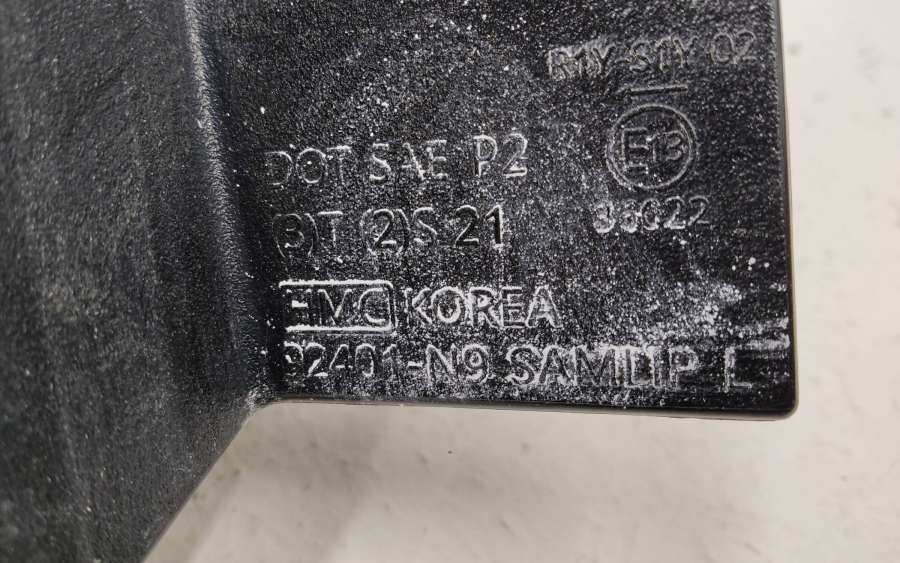 R1Y S1Y 02
E13
DOT SAE P2
36022
(3)T (2)S 21
HMC KOREA
92401-N9 SAMLIP L